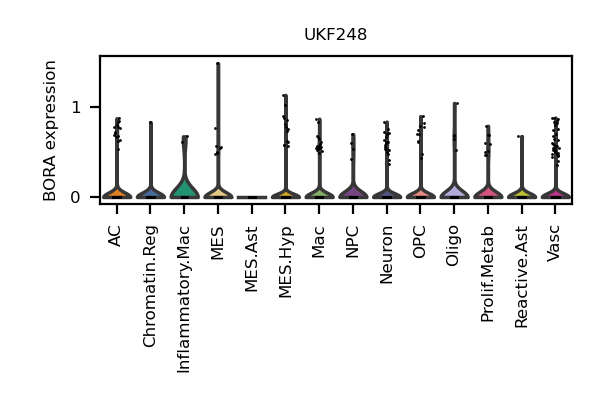 UKF248
BORA expression
1
0
AC
Chromatin.Reg
Inflammatory.Mac
MES
MES.Ast
MES.Hyp
Mac
NPC
Neuron
OPC
Oligo
Prolif.Metab
Reactive.Ast
Vasc